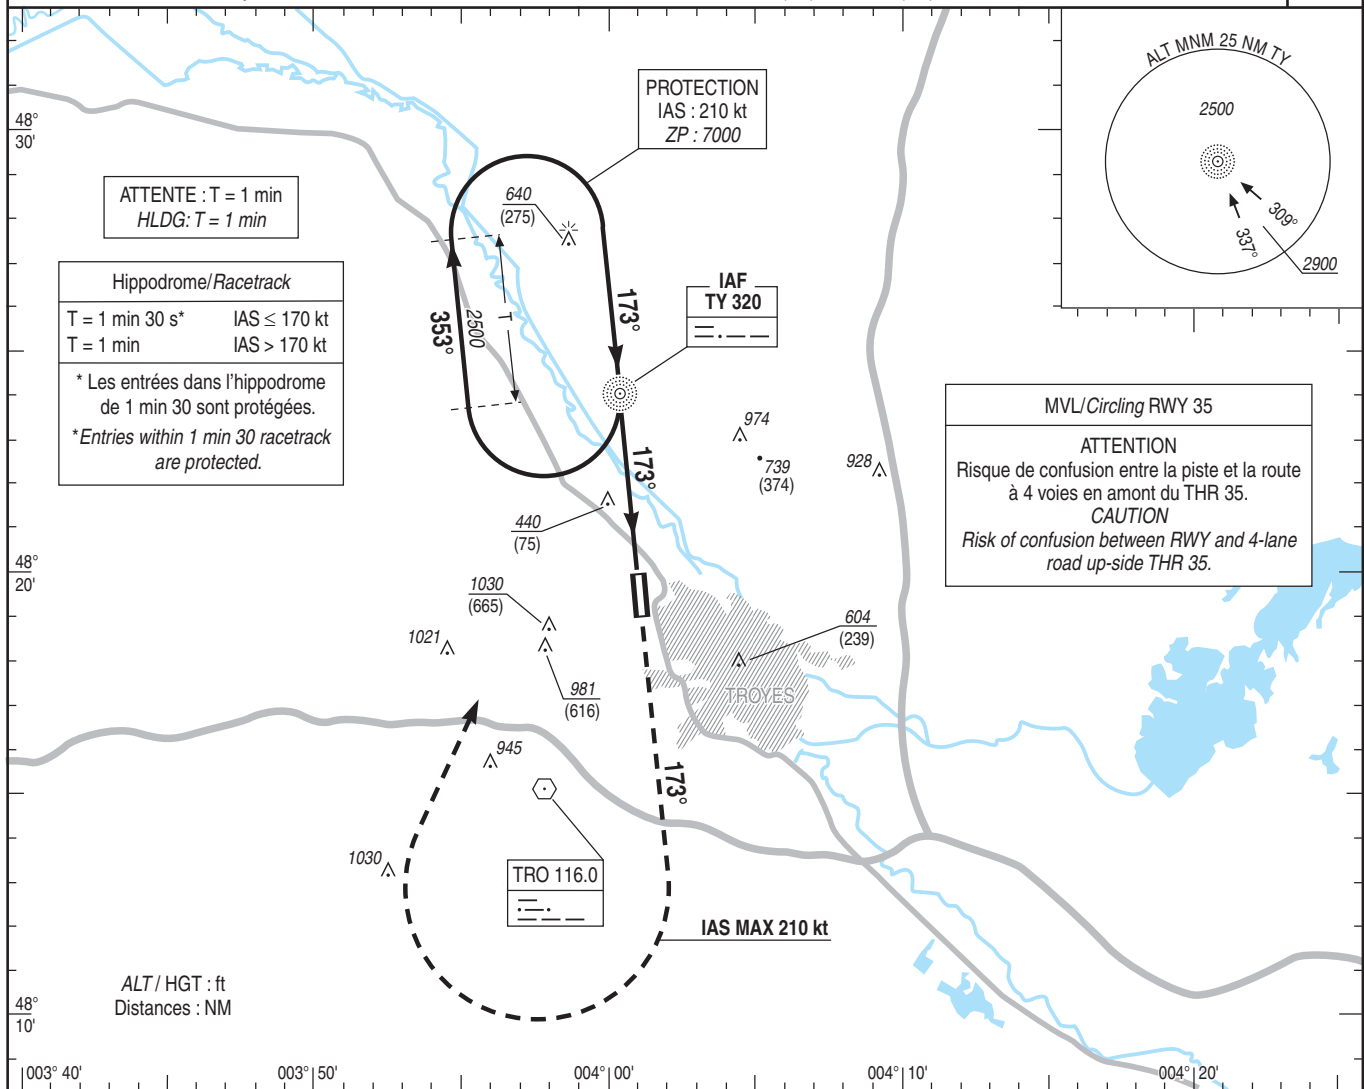 ALT MNM 25 NM TY
2500
309°
337°
2900
48°
30'
PROTECTION
IAS : 210 kt
ZP : 7000
ATTENTE : T = 1 min
HLDG: T = 1 min
640
(275)
Hippodrome/Racetrack
T = 1 min 30 s* IAS ≤ 170 kt
T = 1 min IAS > 170 kt
* Les entrées dans l'hippodrome
de 1 min 30 sont protégées.
*Entries within 1 min 30 racetrack
are protected.
IAF
TY 320
173°
353°
2500
T
MVL/Circling RWY 35
ATTENTION
Risque de confusion entre la piste et la route
à 4 voies en amont du THR 35.
CAUTION
Risk of confusion between RWY and 4-lane
road up-side THR 35.
974
739
(374)
928
173°
440
(75)
48°
20'
1030
(665)
1021
604
(239)
981
(616)
TROYES
945
173°
1030
TRO 116.0
IAS MAX 210 kt
ALT / HGT : ft
Distances : NM
48°
10'
003° 40'
003° 50'
004° 00'
004° 10'
004° 20'